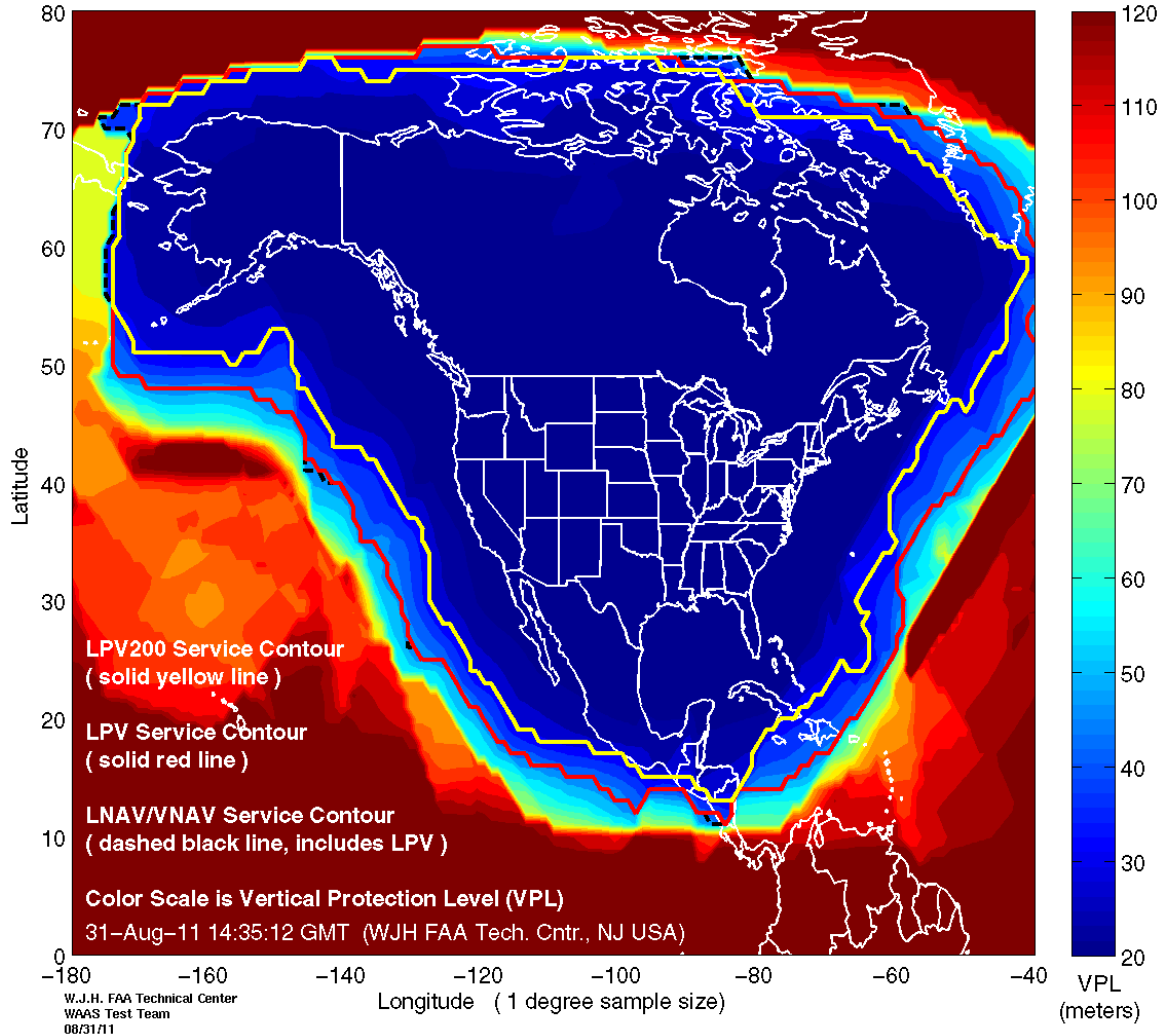 80
70
60
50
40
30
20
10
0
Latitude
LPV200 Service Contour
( solid yellow line )
LPV Service Contour
( solid red line )
LNAV/VNAV Service Contour
( dashed black line, includes LPV )
Color Scale is Vertical Protection Level (VPL)
31–Aug–11 14:35:12 GMT (WJH FAA Tech. Cntr., NJ USA)
–180 –160 –140 –120 –100 –80 –60 –40
Longitude ( 1 degree sample size)
W.J.H. FAA Technical Center
WAAS Test Team
08/31/11
120
110
100
90
80
70
60
50
40
30
20
VPL
(meters)